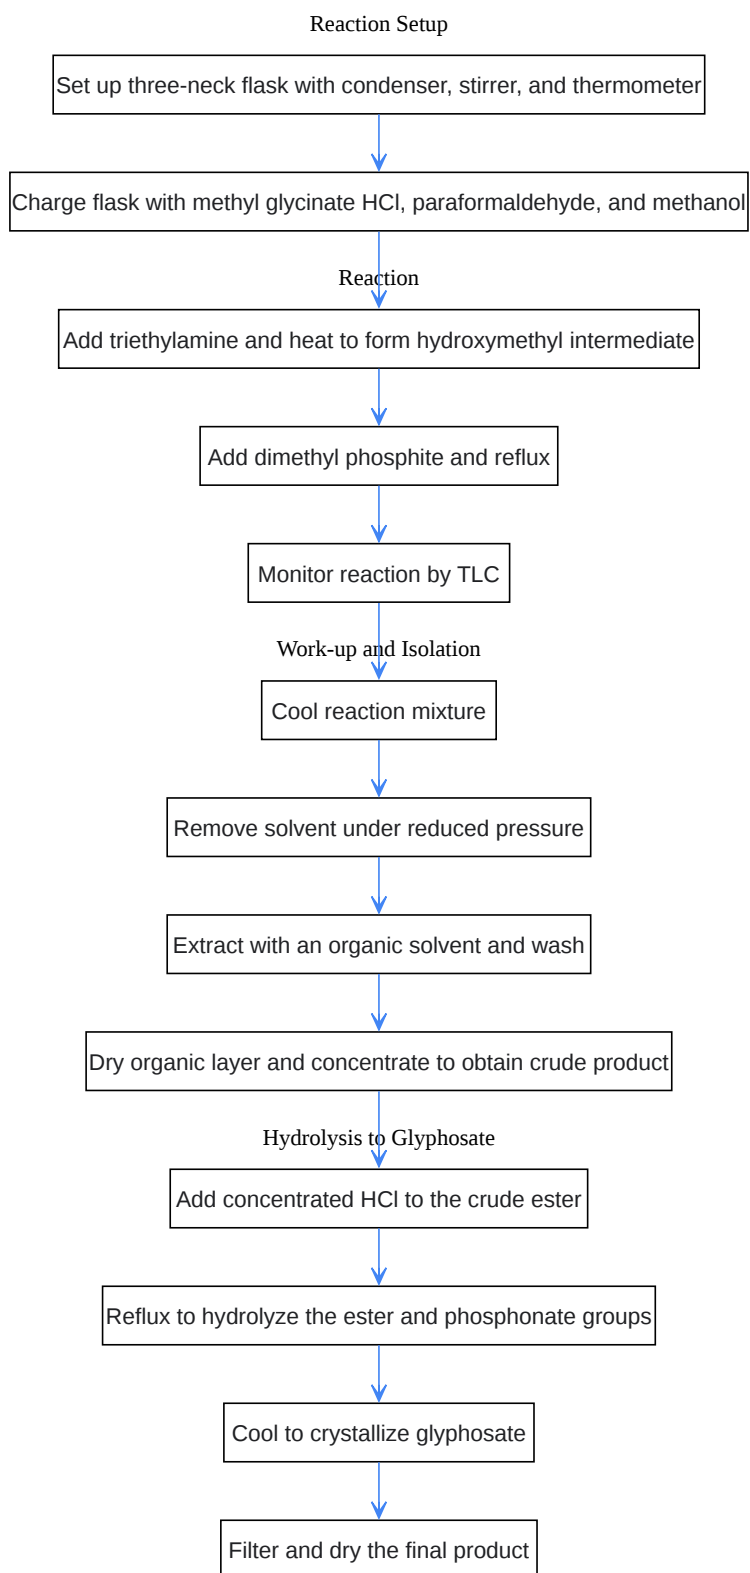 Reaction Setup
Set up three-neck flask with condenser, stirrer, and thermometer
Charge flask with methyl glycinate HCl, paraformaldehyde, and methanol
Reaction
Add triethylamine and heat to form hydroxymethyl intermediate
Add dimethyl phosphite and reflux
Monitor reaction by TLC
Work-up and Isolation
Cool reaction mixture
Remove solvent under reduced pressure
Extract with an organic solvent and wash
Dry organic layer and concentrate to obtain crude product
Hydrolysis to Glyphosate
Add concentrated HCl to the crude ester
Reflux to hydrolyze the ester and phosphonate groups
Cool to crystallize glyphosate
Filter and dry the final product